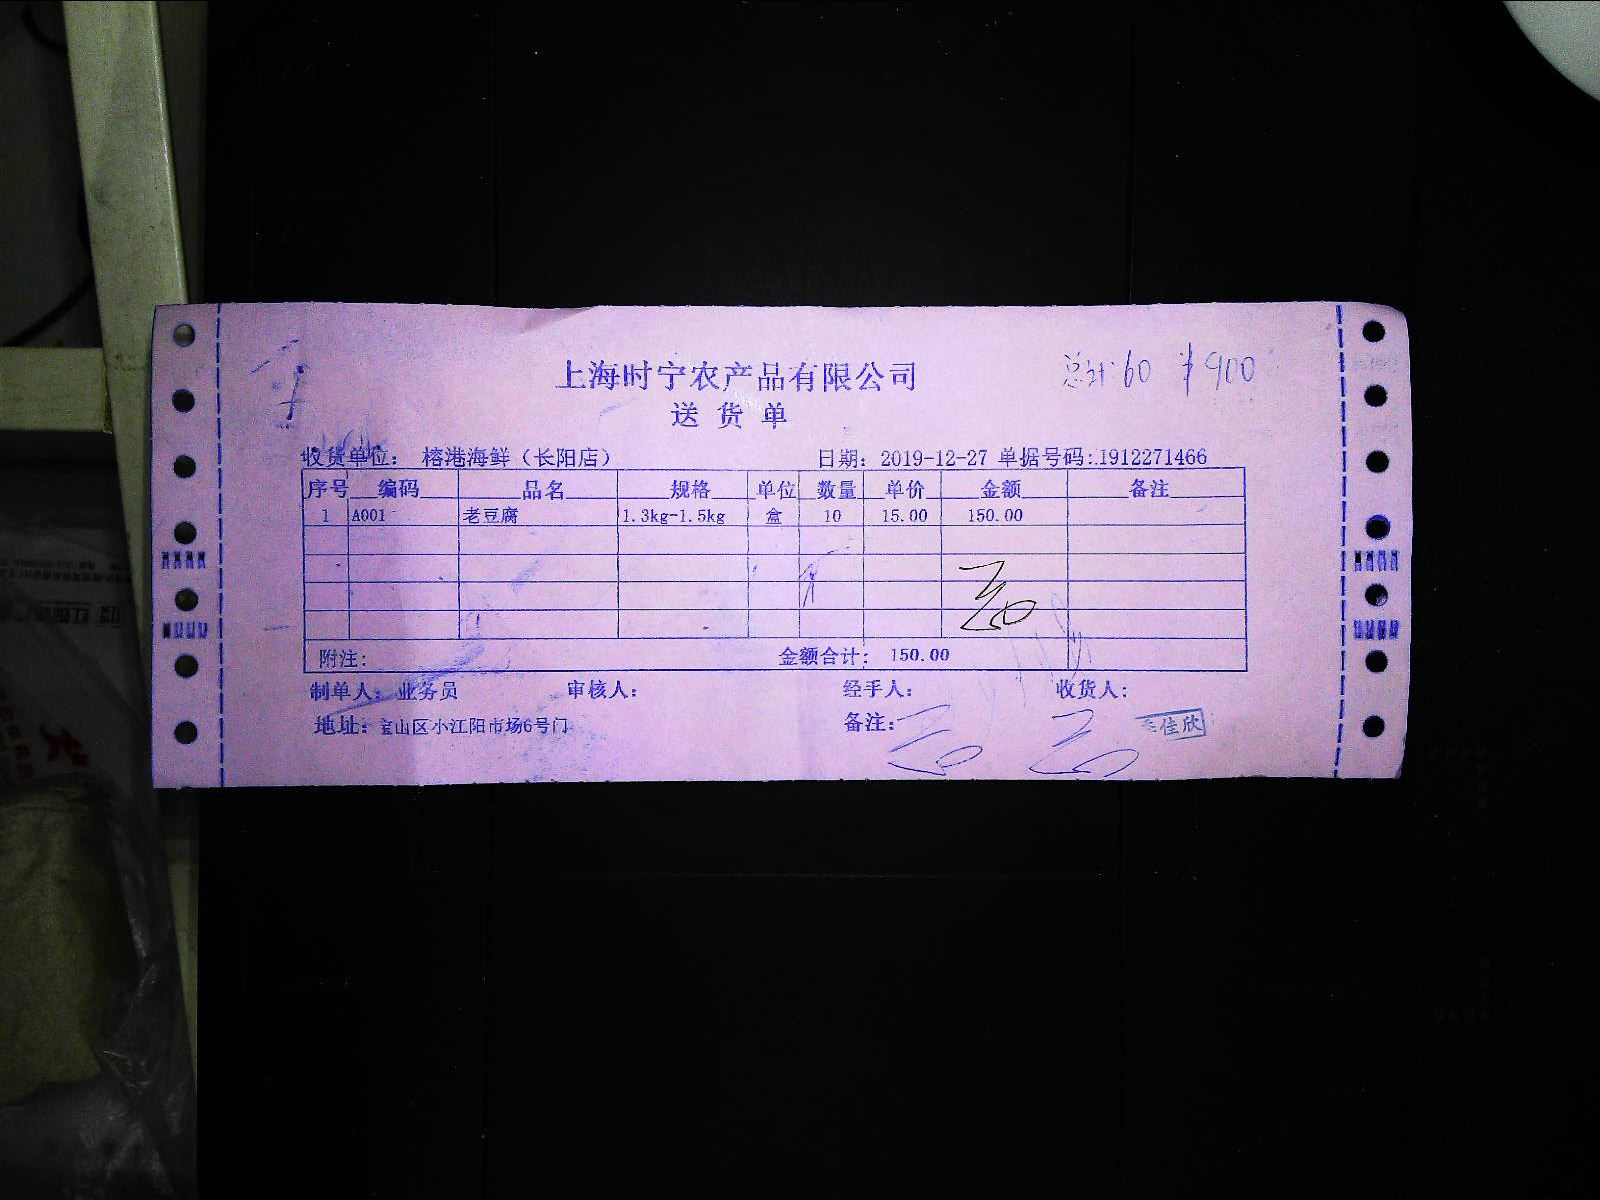 上海时宁农产品有限公司
总计60 ¥900
送货单
收货单位: 榕港海鲜(长阳店) 日期: 2019-12-27 单据号码:1912271466
序号 编码 品名 规格 单位 数量 单价 金额 备注
1 A001 老豆腐 1.3kg-1.5kg 盒 10 15.00 150.00
附注: 金额合计: 150.00
制单人: 业务员 审核人: 经手人: 收货人:
地址: 宝山区小江阳市场6号门 备注:
佳欣